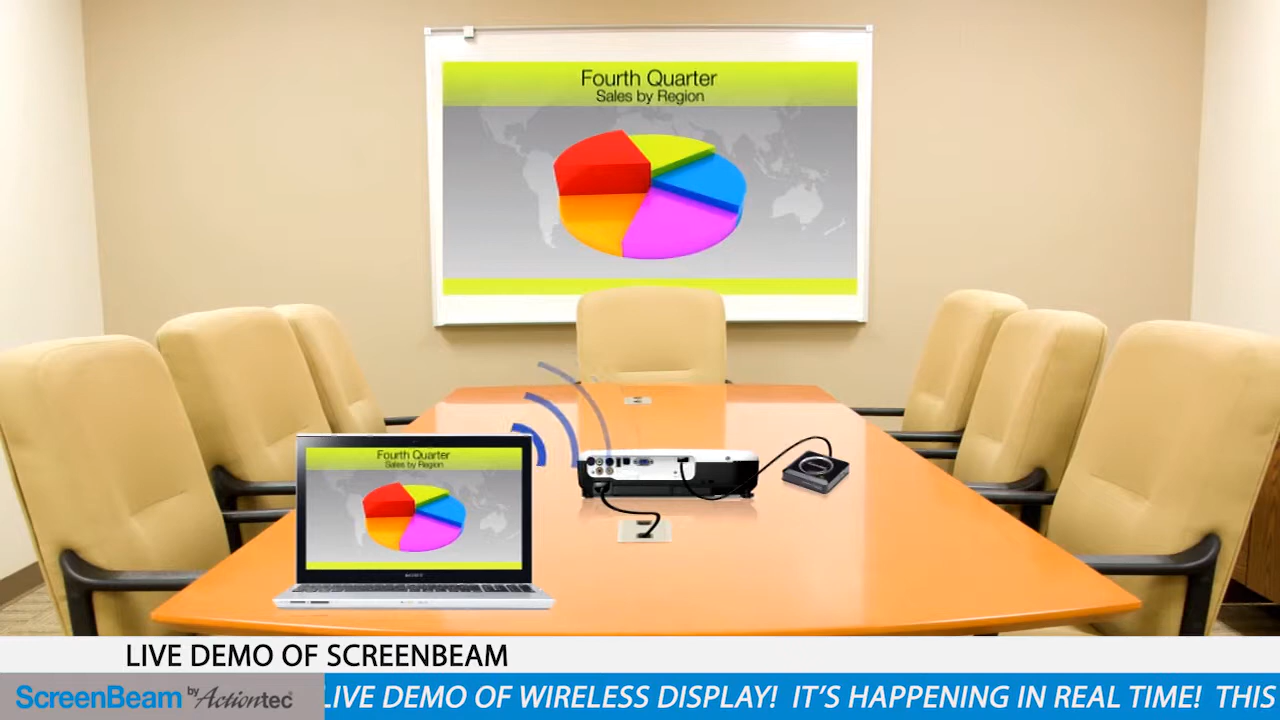 Fourth Quarter
Sales by Region
Fourth Quarter
Sales by Region
SONY
LIVE DEMO OF SCREENBEAM
ScreenBeam by Actiontec
LIVE DEMO OF WIRELESS DISPLAY! IT'S HAPPENING IN REAL TIME! THIS